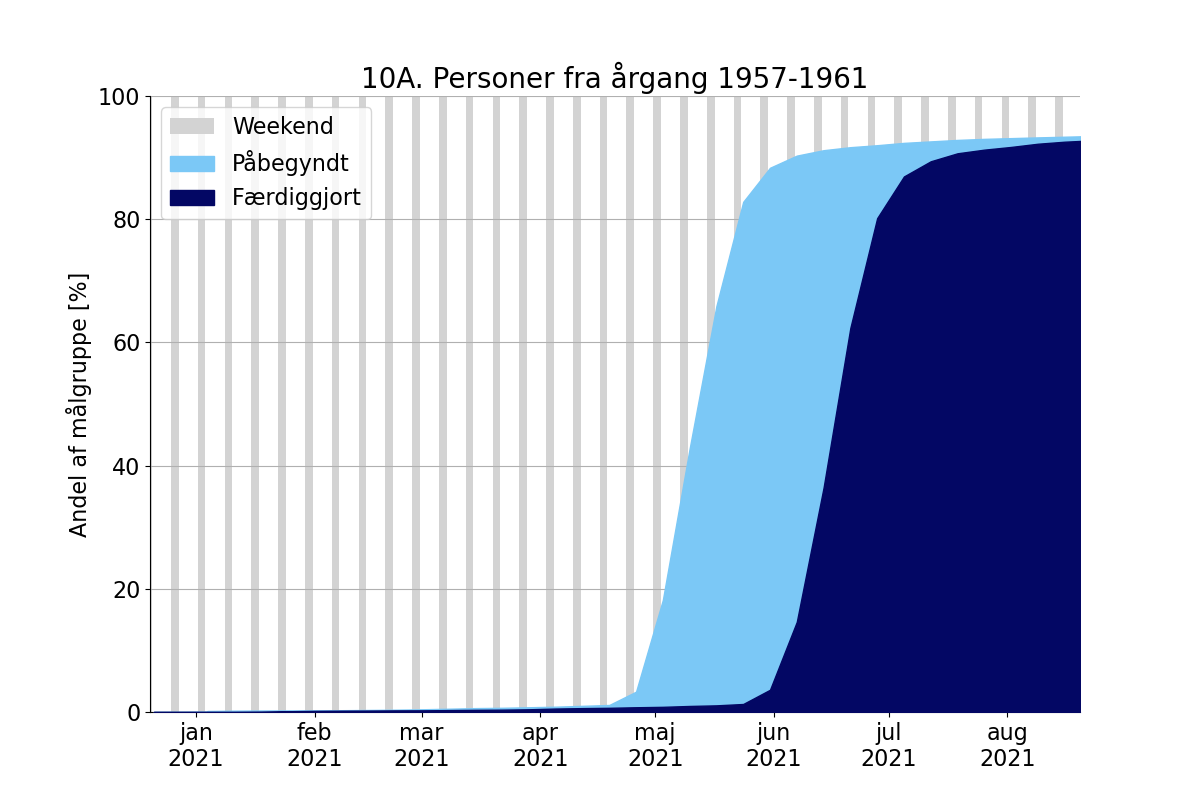 10A. Personer fra årgang 1957-1961
Weekend
Påbegyndt
Færdiggjort
Andel af målgruppe [%]
100
80
60
40
20
0
jan feb mar apr maj jun jul aug
2021 2021 2021 2021 2021 2021 2021 2021